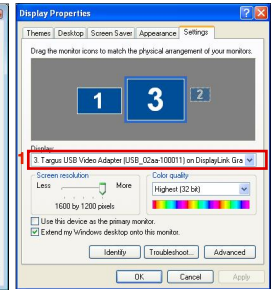 Display Properties
Themes Desktop Screen Saver Appearance Settings
Drag the monitor icons to match the physical arrangement of your monitors.
1 3 2
Display:
1
3. Targus USB Video Adapter (USB_02aa-100011) on DisplayLink Gra
Screen resolution Color quality
Less More Highest (32 bit)
1600 by 1200 pixels
Use this device as the primary monitor.
Extend my Windows desktop onto this monitor.
Identify Troubleshoot... Advanced
OK Cancel Apply